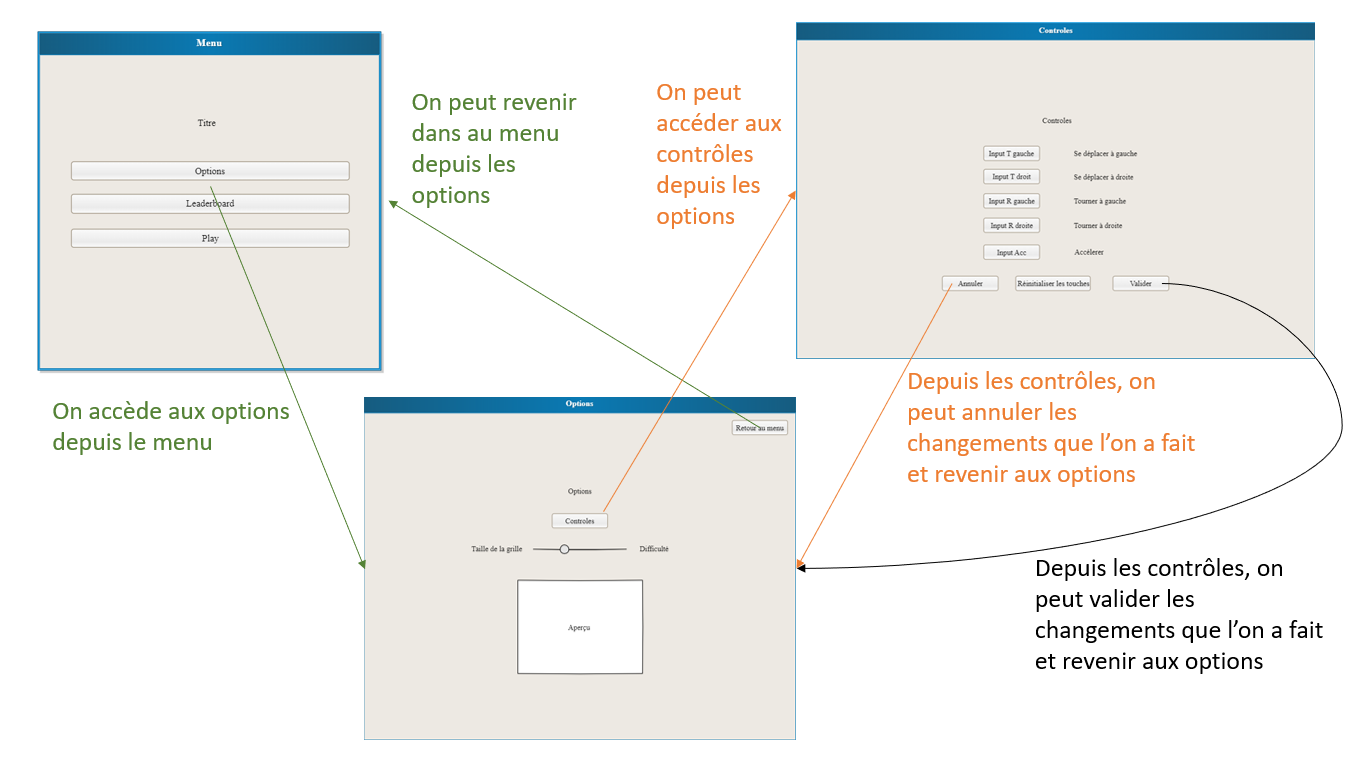 Menu
Titre
Options
Leaderboard
Play
On peut revenir
dans au menu
depuis les
options
On peut
accéder aux
contrôles
depuis les
options
Controles
Controles
Input T gauche Se déplacer à gauche
Input T droit Se déplacer à droite
Input R gauche Tourner à gauche
Input R droite Tourner à droite
Input Acc Accélerer
Annuler Réinitialiser les touches Valider
On accède aux options
depuis le menu
Options
Retour au menu
Options
Controles
Taille de la grille Difficulté
Aperçu
Depuis les contrôles, on
peut annuler les
changements que l’on a fait
et revenir aux options
Depuis les contrôles, on
peut valider les
changements que l’on a fait
et revenir aux options